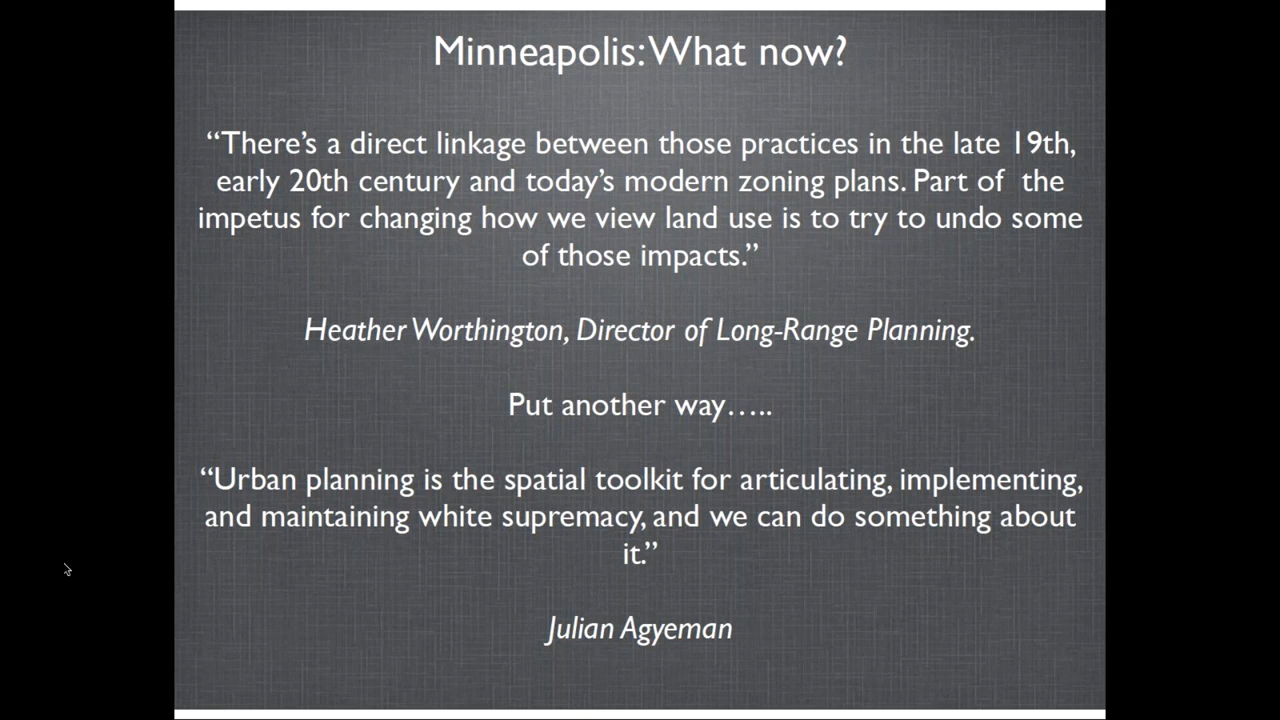 Minneapolis: What now?
“There’s a direct linkage between those practices in the late 19th,
early 20th century and today’s modern zoning plans. Part of the
impetus for changing how we view land use is to try to undo some
of those impacts.”
Heather Worthington, Director of Long-Range Planning.
Put another way…..
“Urban planning is the spatial toolkit for articulating, implementing,
and maintaining white supremacy, and we can do something about
it.”
Julian Agyeman